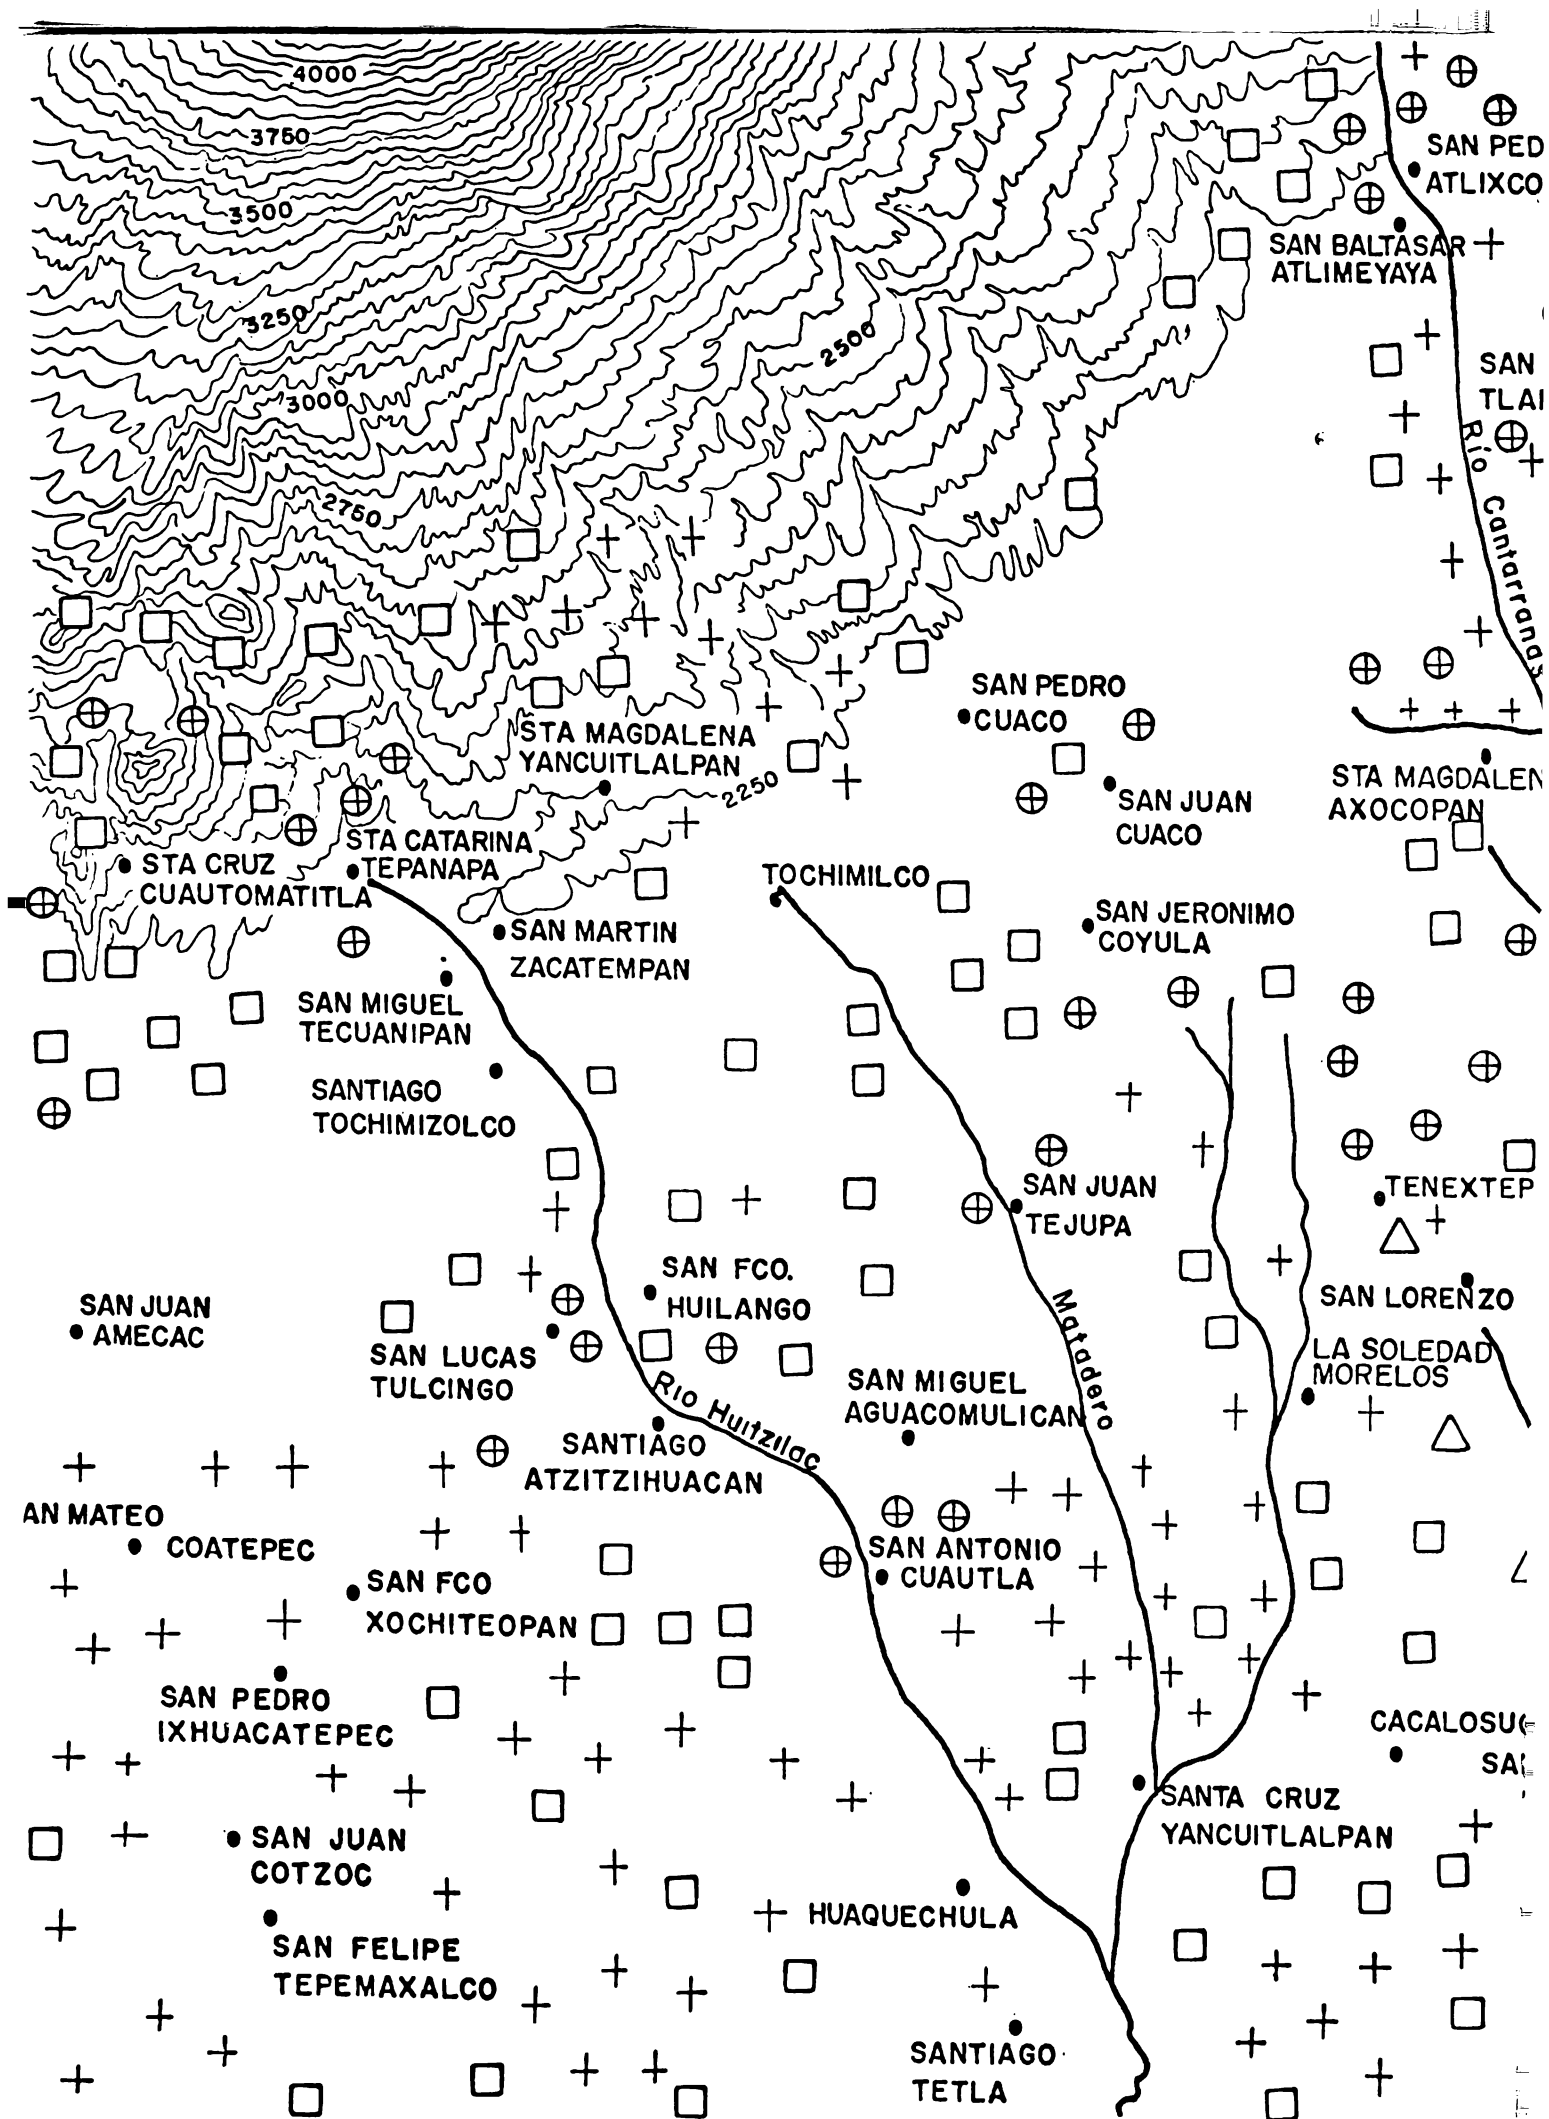 4000
3750
3500
3250
3000
2750
2500
2250
SAN PED
ATLIXCO
SAN BALTASAR
ATLIMEYAYA
SAN
TLAI
Río Cantarranas
SAN PEDRO
CUACO
STA MAGDALENA
YANCUITLALPAN
SAN JUAN
CUACO
STA MAGDALEN
AXOCOPAN
STA CATARINA
TEPANAPA
STA CRUZ
CUAUTOMATITLA
TOCHIMILCO
SAN MARTIN
ZACATEMPAN
SAN JERONIMO
COYULA
SAN MIGUEL
TECUANIPAN
SANTIAGO
TOCHIMIZOLCO
SAN JUAN
TEJUPA
TENEXTEP
SAN FCO.
HUILANGO
SAN JUAN
AMECAC
SAN LORENZO
SAN LUCAS
TULCINGO
Matadero
LA SOLEDAD
MORELOS
Rio Huitzilac
SAN MIGUEL
AGUACOMULICAN
SANTIAGO
ATZITZIHUACAN
AN MATEO
COATEPEC
SAN ANTONIO
CUAUTLA
SAN FCO
XOCHITEOPAN
SAN PEDRO
IXHUACATEPEC
CACALOSUC
SA
SANTA CRUZ
YANCUITLALPAN
SAN JUAN
COTZOC
HUAQUECHULA
SAN FELIPE
TEPEMAXALCO
SANTIAGO
TETLA